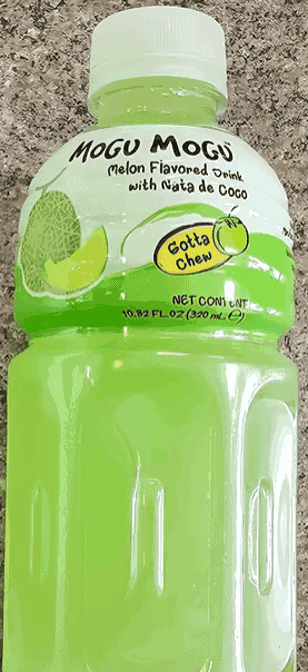 MOGU MOGU
Melon Flavored Drink
with Nata de Coco
Gotta
Chew
NET CONTENT
10.82 FL.OZ (320 mL. ℮)